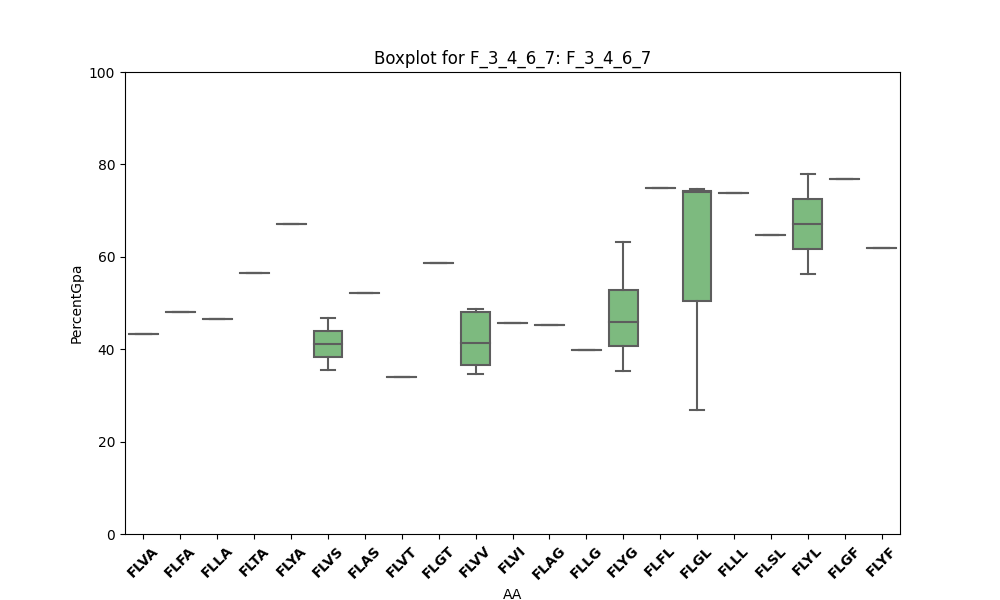 Boxplot for F_3_4_6_7: F_3_4_6_7
100
80
60
40
20
0
PercentGpa
FLVA FLFA FLLA FLTA FLYA FLVS FLAS FLVT FLGT FLVV FLVI FLAG FLLG FLYG FLFL FLGL FLLL FLSL FLYL FLGF FLYF
AA